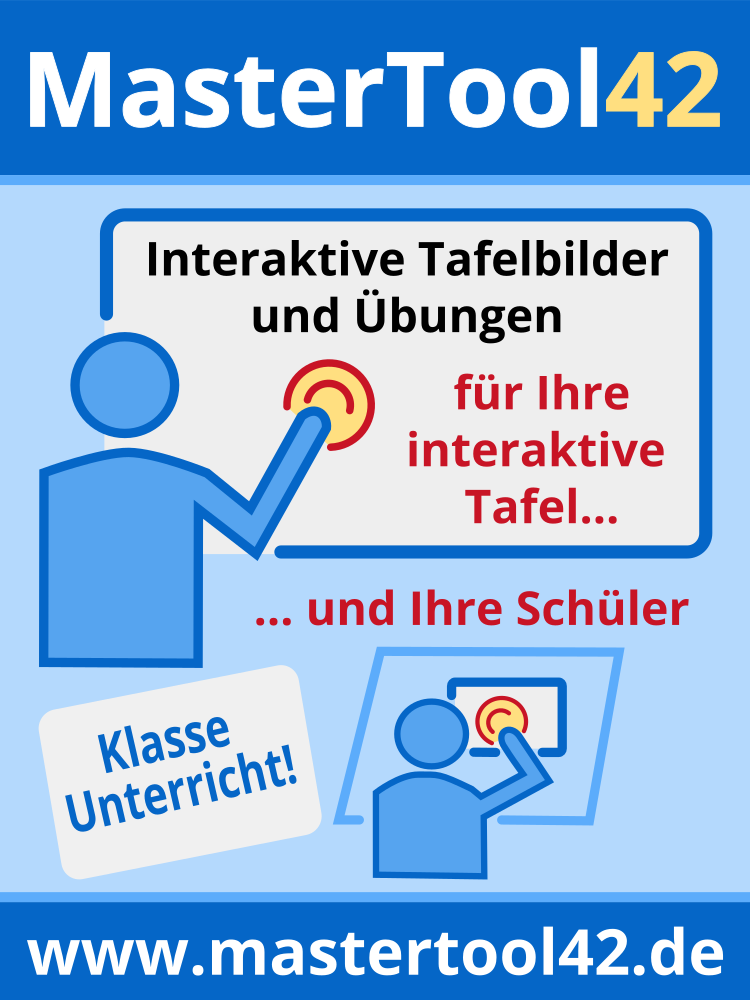 MasterTool42
Interaktive Tafelbilder
und Übungen
für Ihre
interaktive
Tafel...
... und Ihre Schüler
Klasse
Unterricht!
www.mastertool42.de